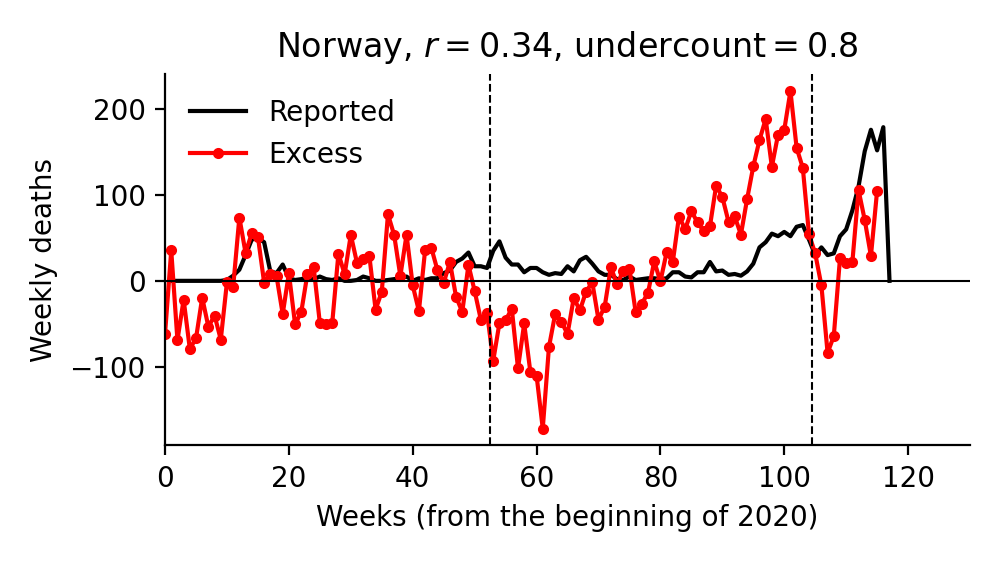 Norway, r = 0.34, undercount = 0.8
Reported
Excess
Weekly deaths
200
100
0
−100
0 20 40 60 80 100 120
Weeks (from the beginning of 2020)